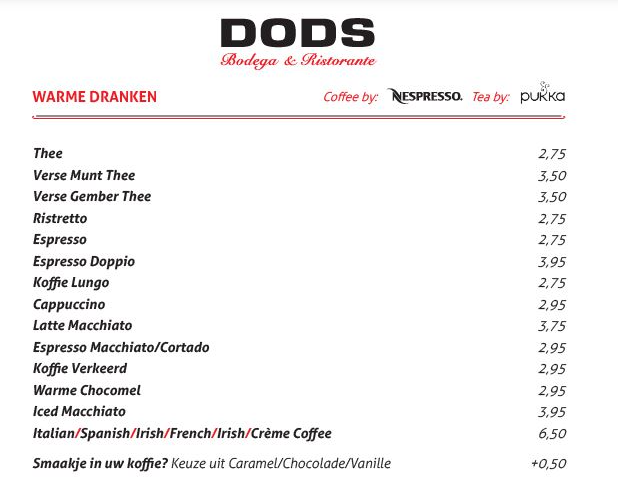 DODS
Bodega & Ristorante
WARME DRANKEN Coffee by: NESPRESSO. Tea by: pukka
Thee 2,75
Verse Munt Thee 3,50
Verse Gember Thee 3,50
Ristretto 2,75
Espresso 2,75
Espresso Doppio 3,95
Koffie Lungo 2,75
Cappuccino 2,95
Latte Macchiato 3,75
Espresso Macchiato/Cortado 2,95
Koffie Verkeerd 2,95
Warme Chocomel 2,95
Iced Macchiato 3,95
Italian/Spanish/Irish/French/Irish/Crème Coffee 6,50
Smaakje in uw koffie? Keuze uit Caramel/Chocolade/Vanille +0,50